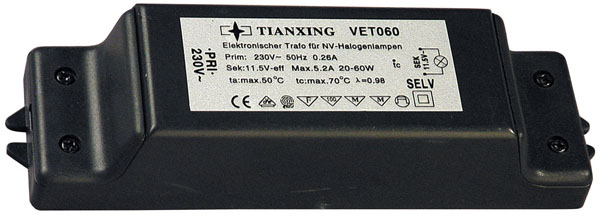 TIANXING VET060
Elektronischer Trafo für NV-Halogenlampen
Prim: 230V~ 50Hz 0.26A
Sek:11.5V-eff Max.5.2A 20-60W
ta:max.50°C tc:max.70°C λ=0.98
-PRI-
230V~
tc
SEK
11.5V~
SELV
F M M